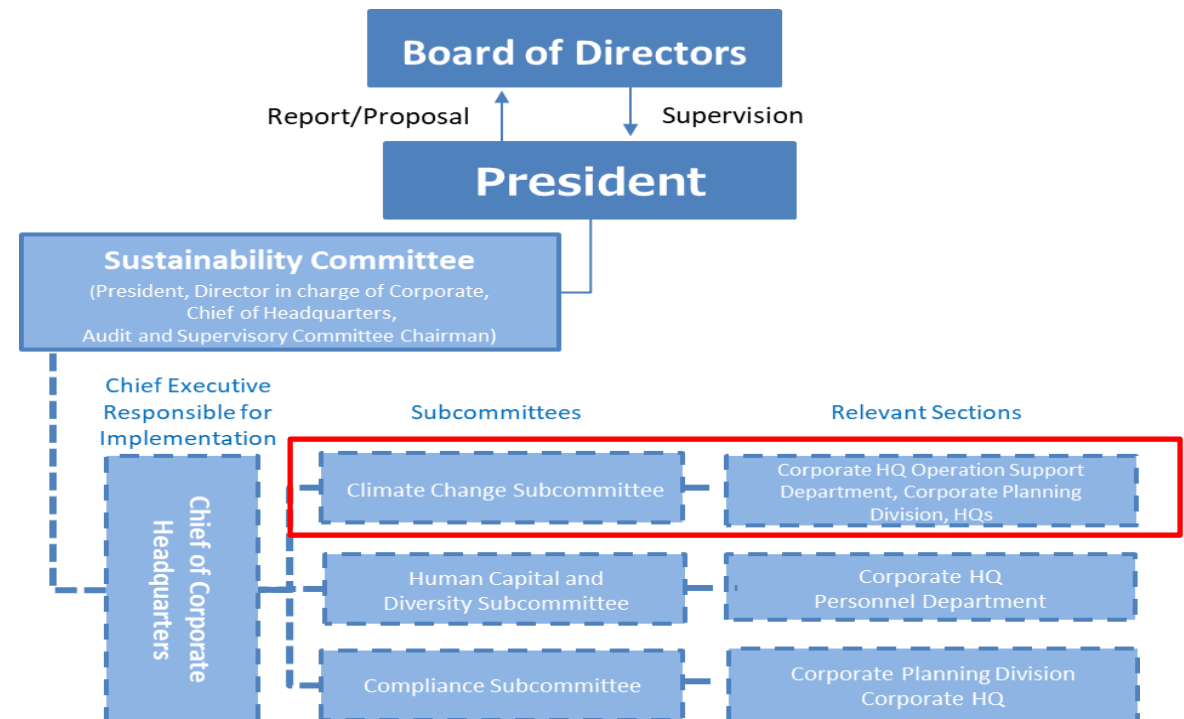 Board of Directors
Report/Proposal
Supervision
President
Sustainability Committee
(President, Director in charge of Corporate,
Chief of Headquarters,
Audit and Supervisory Committee Chairman)
Chief Executive
Responsible for
Implementation
Subcommittees
Relevant Sections
Chief of Corporate
Headquarters
Climate Change Subcommittee
Corporate HQ Operation Support
Department, Corporate Planning
Division, HQs
Human Capital and
Diversity Subcommittee
Corporate HQ
Personnel Department
Compliance Subcommittee
Corporate Planning Division
Corporate HQ